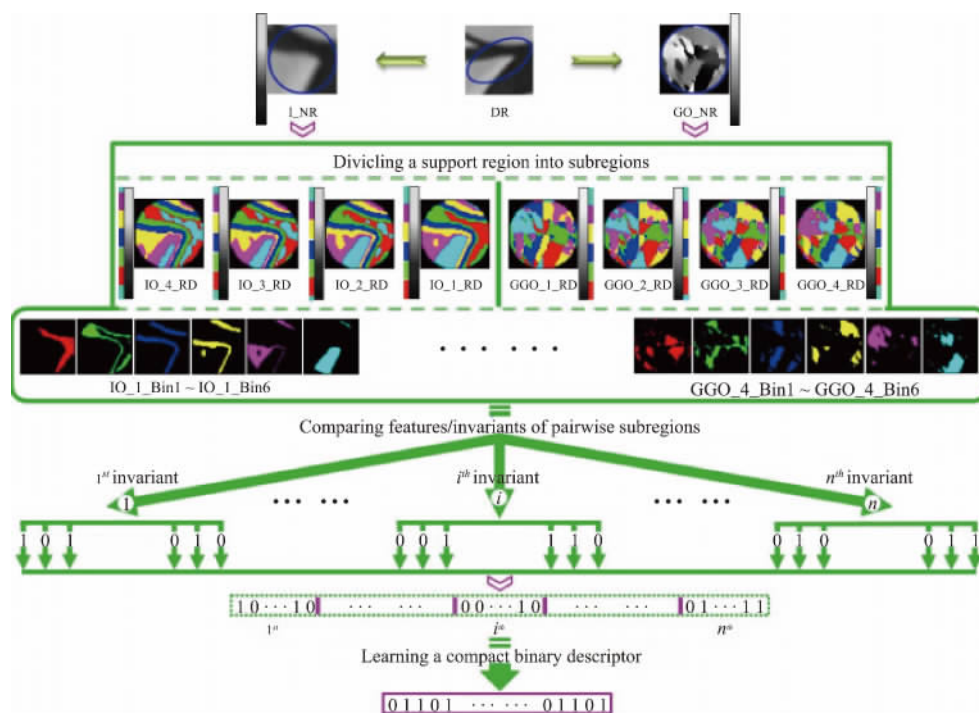 I_NR DR GO_NR
Divicling a support region into subregions
IO_4_RD IO_3_RD IO_2_RD IO_1_RD GGO_1_RD GGO_2_RD GGO_3_RD GGO_4_RD
· · · · · ·
IO_1_Bin1 ~ IO_1_Bin6 GGO_4_Bin1 ~ GGO_4_Bin6
Comparing features/invariants of pairwise subregions
1st invariant ith invariant nth invariant
1 ··· ··· i ··· ··· n
1 0 1 0 1 0 0 0 1 1 1 0 0 1 0 0 1 1
1 0 ··· 1 0 ··· ··· 0 0 ··· 1 0 ··· ··· 0 1 ··· 1 1
1st ith nth
Learning a compact binary descriptor
0 1 1 0 1 ··· ··· 0 1 1 0 1